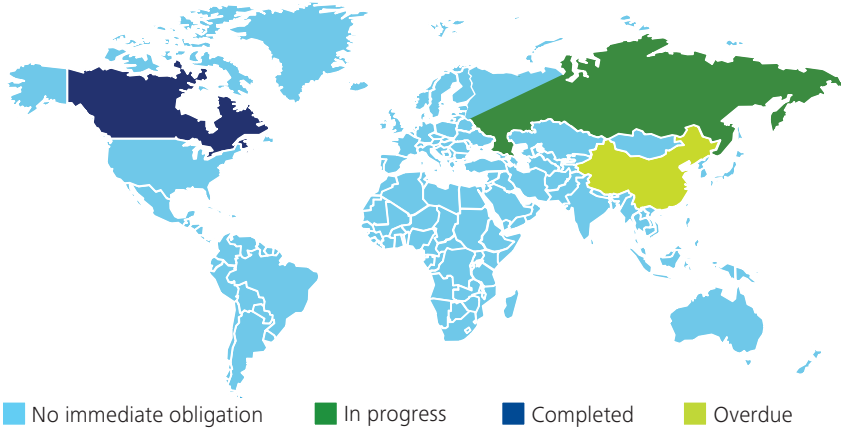 No immediate obligation
In progress
Completed
Overdue